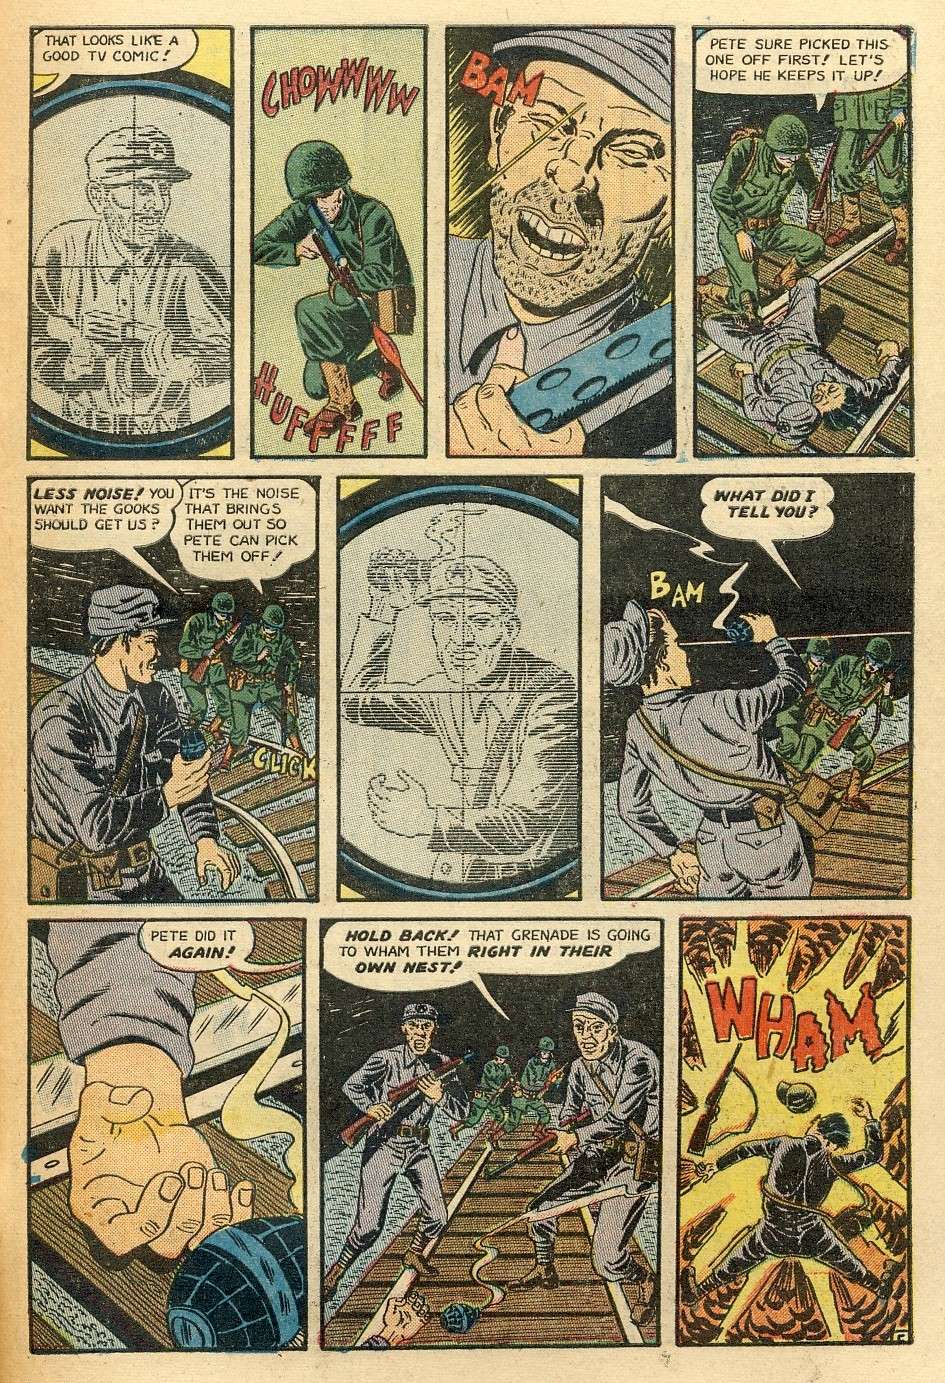 THAT LOOKS LIKE A
GOOD TV COMIC!
CHOWWWW
HUFFFFF
BAM
PETE SURE PICKED THIS
ONE OFF FIRST! LET'S
HOPE HE KEEPS IT UP!
LESS NOISE! YOU
WANT THE GOOKS
SHOULD GET US?
IT'S THE NOISE
THAT BRINGS
THEM OUT SO
PETE CAN PICK
THEM OFF!
CLICK
WHAT DID I
TELL YOU?
BAM
PETE DID IT
AGAIN!
HOLD BACK! THAT GRENADE IS GOING
TO WHAM THEM RIGHT IN THEIR
OWN NEST!
WHAM